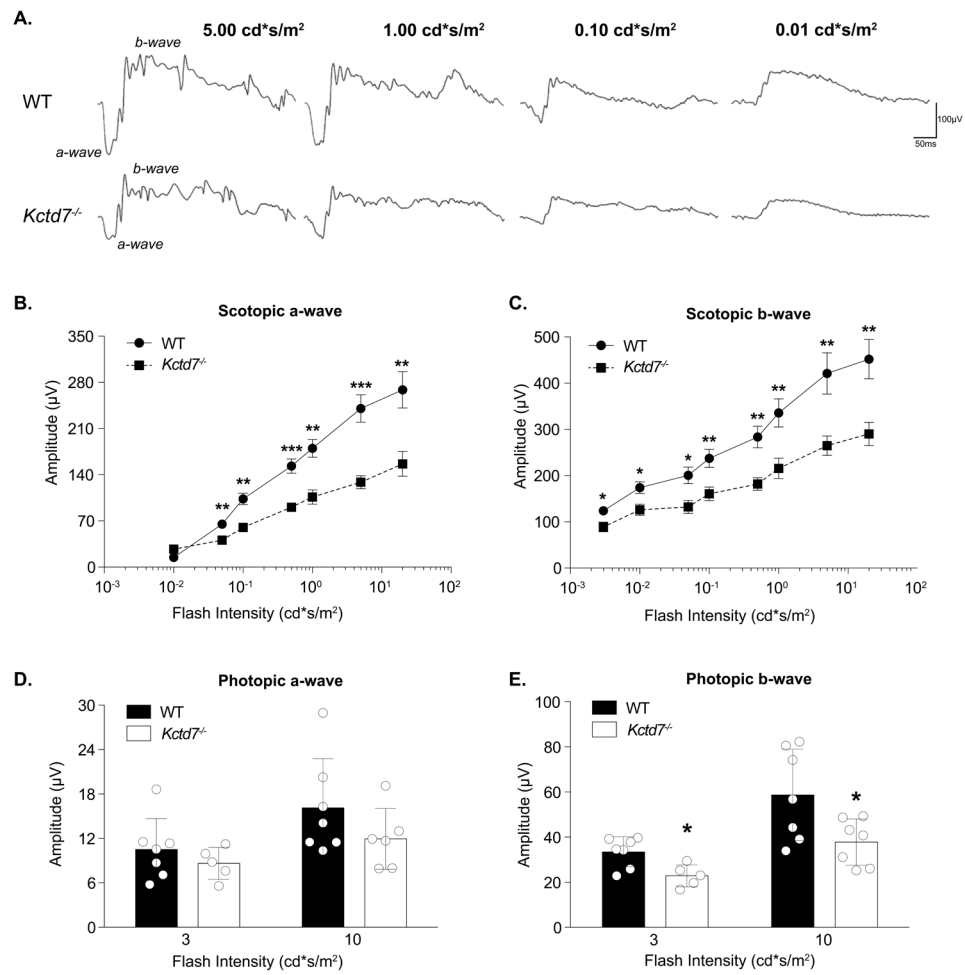 A.
5.00 cd*s/m²
1.00 cd*s/m²
0.10 cd*s/m²
0.01 cd*s/m²
b-wave
WT
a-wave
100µV
50ms
b-wave
Kctd7-/-
a-wave
B.
Scotopic a-wave
350
280
210
140
70
0
Amplitude (µV)
WT
Kctd7-/-
**
**
***
**
***
**
10-3
10-2
10-1
100
101
102
Flash Intensity (cd*s/m²)
C.
Scotopic b-wave
500
400
300
200
100
0
Amplitude (µV)
WT
Kctd7-/-
*
*
*
**
**
**
**
**
10-3
10-2
10-1
100
101
102
Flash Intensity (cd*s/m²)
D.
Photopic a-wave
30
24
18
12
6
0
Amplitude (µV)
WT
Kctd7-/-
3
10
Flash Intensity (cd*s/m²)
E.
Photopic b-wave
100
80
60
40
20
0
Amplitude (µV)
WT
Kctd7-/-
*
*
3
10
Flash Intensity (cd*s/m²)